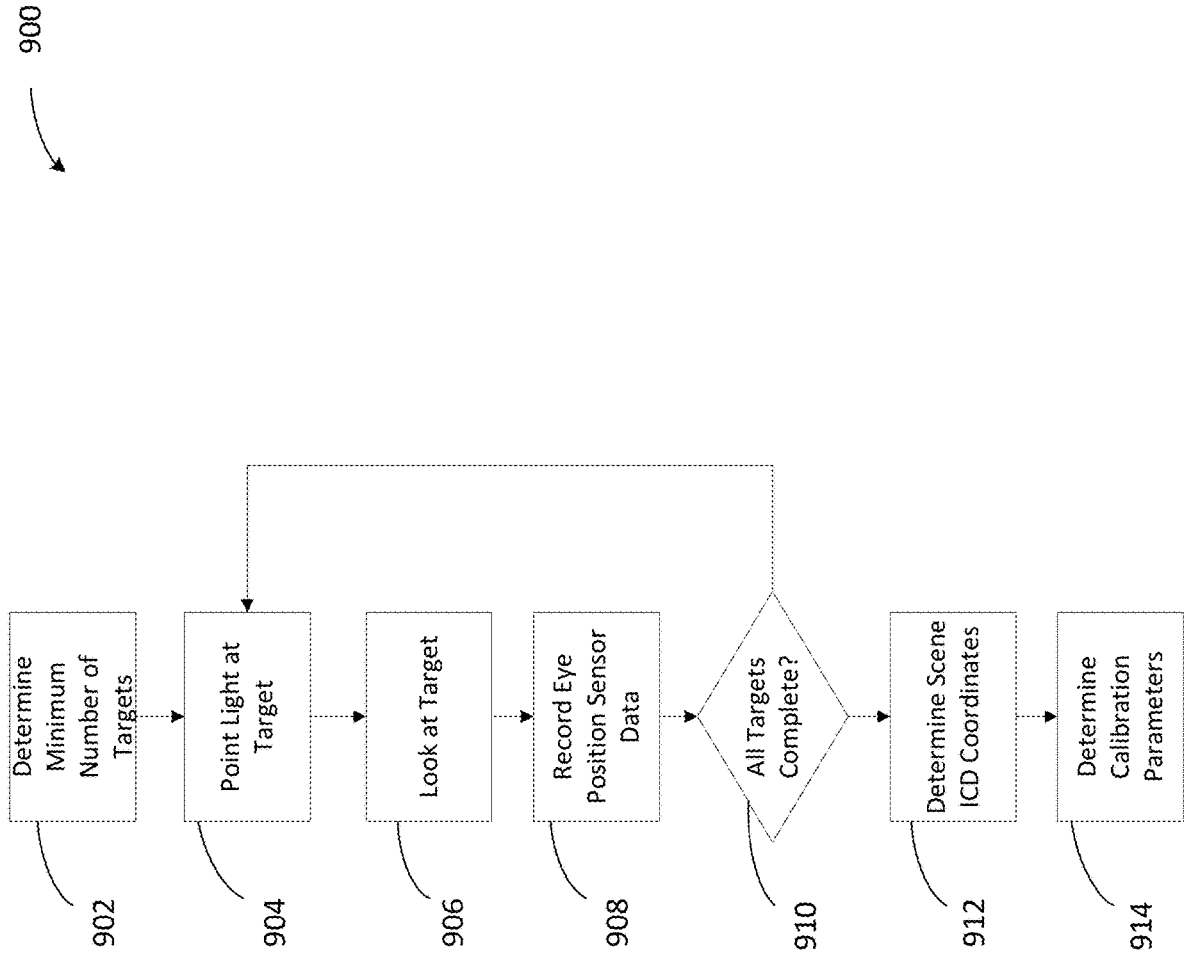 900
902
Determine
Minimum
Number of
Targets
904
Point Light at
Target
906
Look at Target
908
Record Eye
Position Sensor
Data
910
All Targets
Complete?
912
Determine Scene
ICD Coordinates
914
Determine
Calibration
Parameters